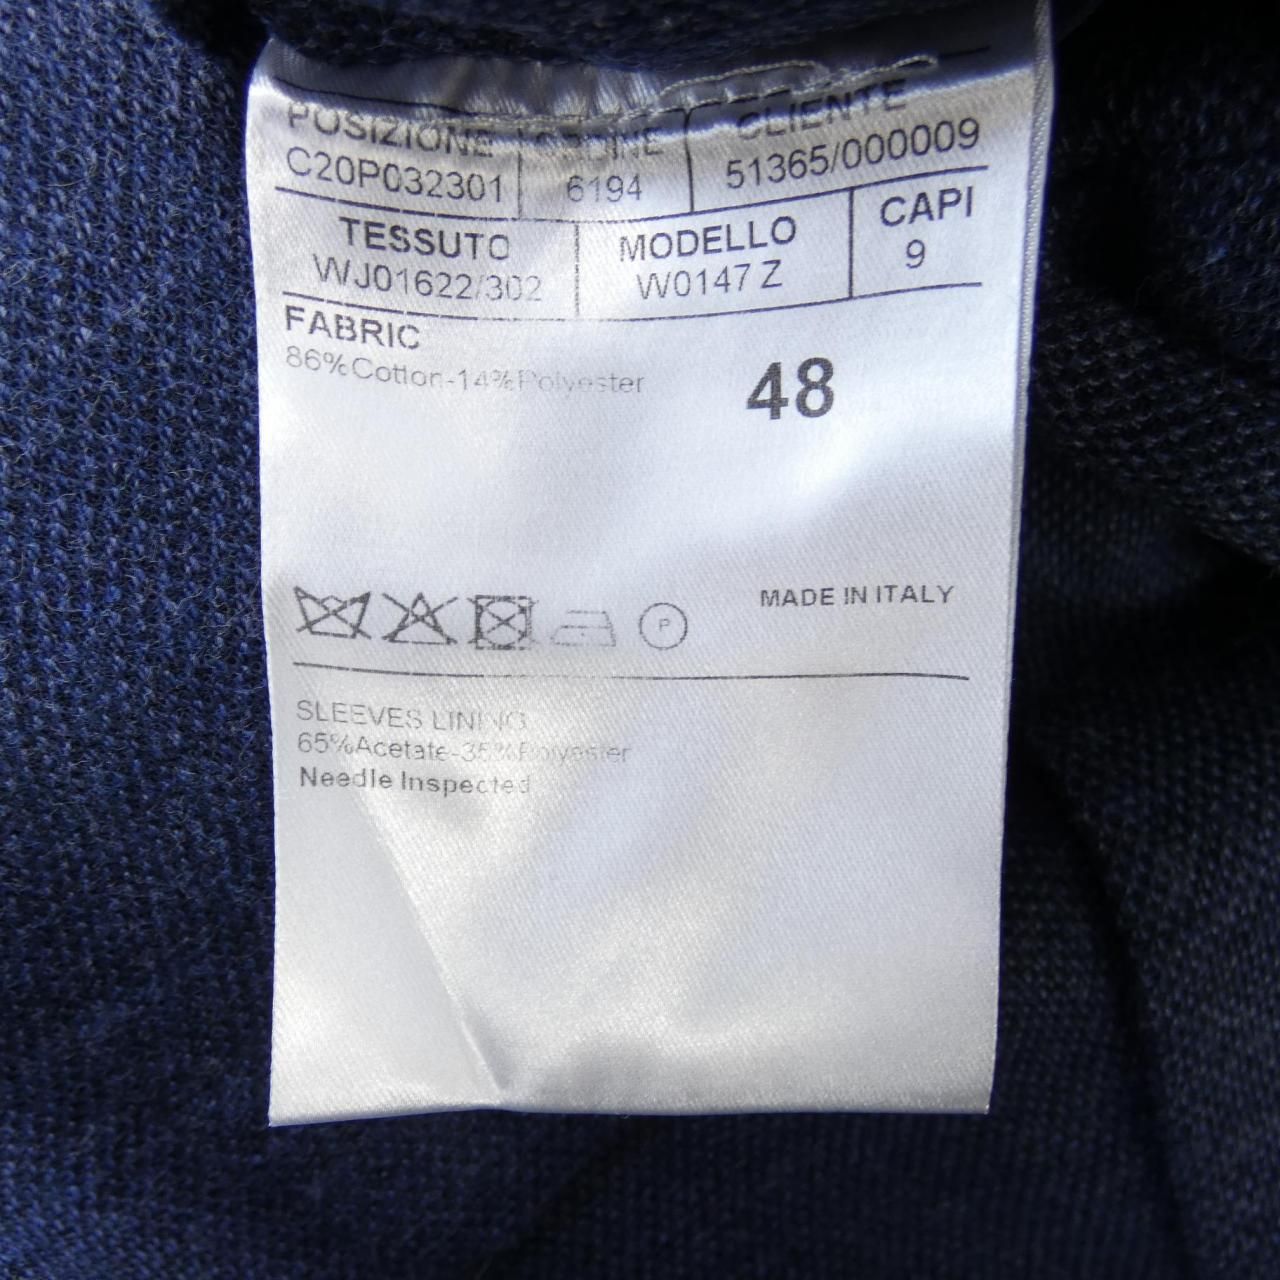 POSIZIONE ORDINE CLIENTE
C20P032301 6194 51365/000009
TESSUTO MODELLO CAPI
WJ01622/302 W0147 Z 9
FABRIC
86%Cotton-14%Polyester
48
MADE IN ITALY
P
SLEEVES LINING
65%Acetate-35%Polyester
Needle Inspected